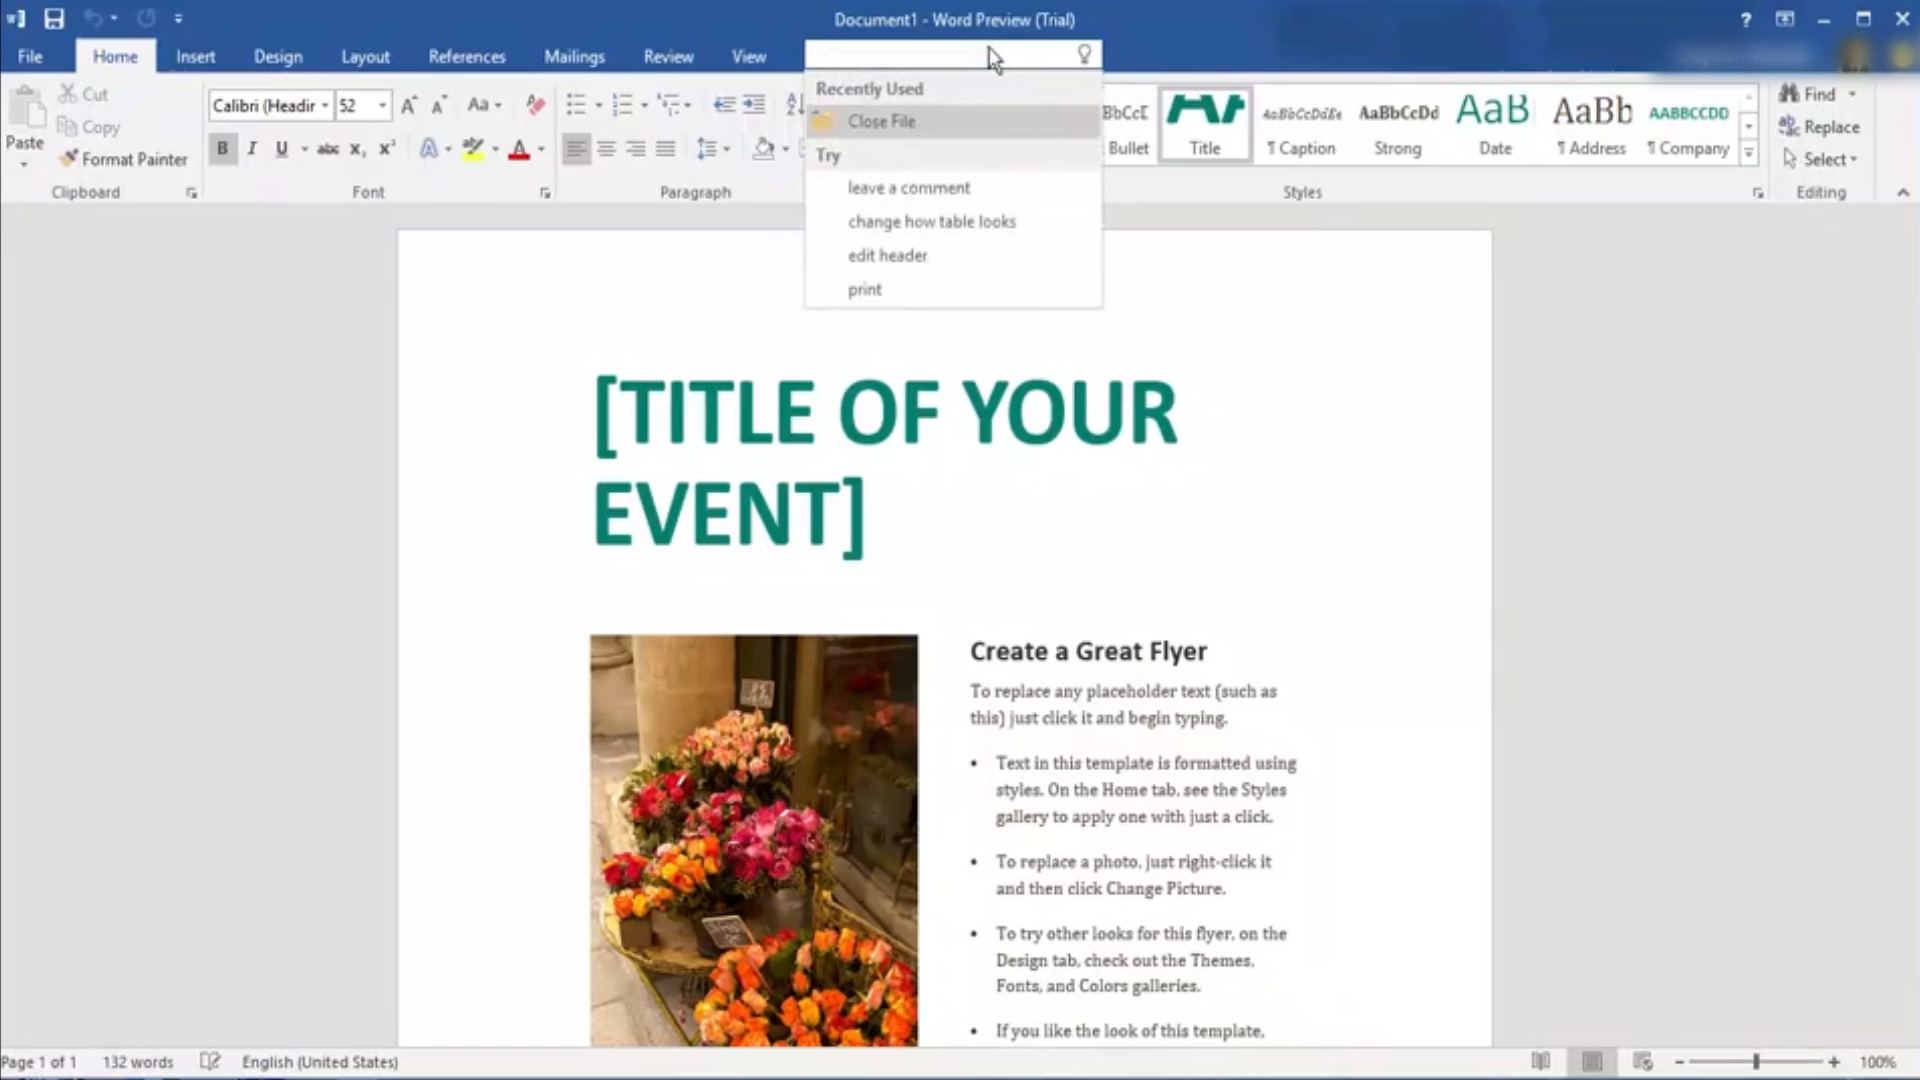 Document1 - Word Preview (Trial)
?
File Home Insert Design Layout References Mailings Review View
Recently Used
Close File
Try
leave a comment
change how table looks
edit header
print
Paste
Cut
Copy
Format Painter
Clipboard
Calibri (Headir 52
Aa
B I U abc x, x²
A
Font
Paragraph
BbCcE
Bullet
Title
AaBbCcDdEe
¶ Caption
AaBbCcDd
Strong
AaB
Date
AaBb
¶ Address
AABBCCDD
¶ Company
Styles
Find
Replace
Select
Editing
[TITLE OF YOUR
EVENT]
Create a Great Flyer
To replace any placeholder text (such as
this) just click it and begin typing.
• Text in this template is formatted using
styles. On the Home tab, see the Styles
gallery to apply one with just a click.
• To replace a photo, just right-click it
and then click Change Picture.
• To try other looks for this flyer, on the
Design tab, check out the Themes,
Fonts, and Colors galleries.
• If you like the look of this template,
Page 1 of 1 132 words English (United States)
100%